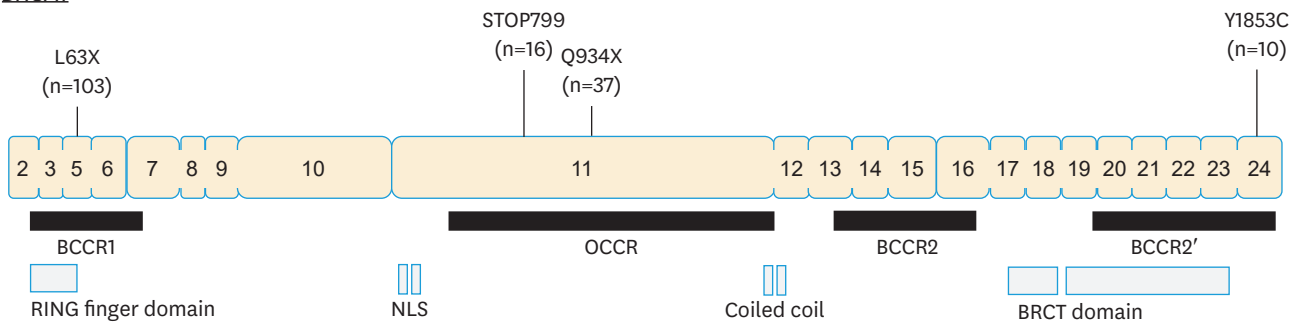 STOP799
(n=16)
Y1853C
(n=10)
L63X
(n=103)
Q934X
(n=37)
2 3 5 6 7 8 9 10 11 12 13 14 15 16 17 18 19 20 21 22 23 24
BCCR1
OCCR
BCCR2
BCCR2′
RING finger domain
NLS
Coiled coil
BRCT domain